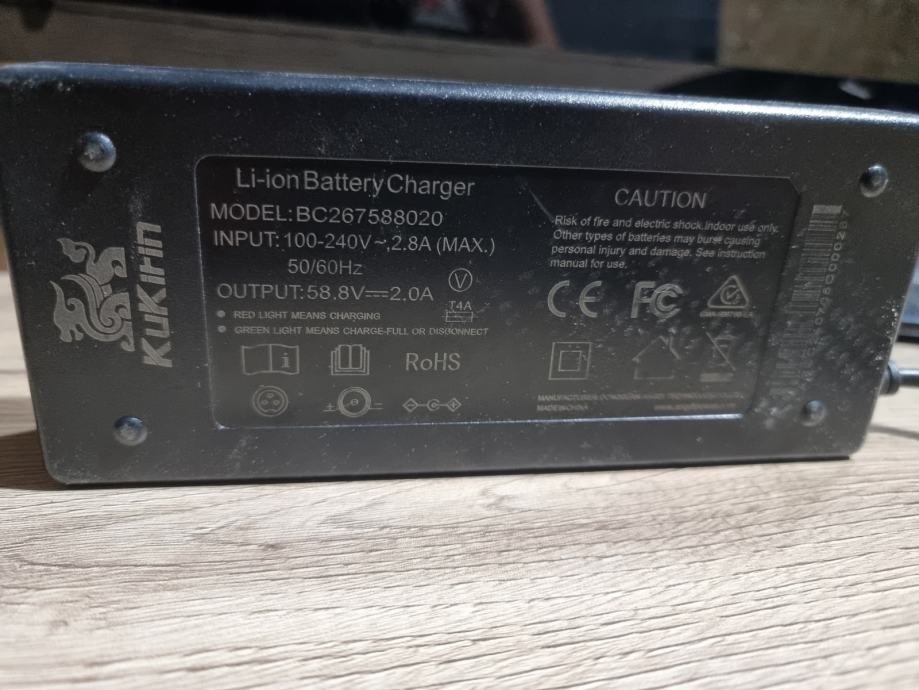 KuKirin
Li-ion Battery Charger
MODEL:BC267588020
INPUT:100-240V~,2.8A (MAX.)
50/60Hz
OUTPUT:58.8V⎓2.0A
RED LIGHT MEANS CHARGING
GREEN LIGHT MEANS CHARGE-FULL OR DISCONNECT
V
T4A
RoHS
CAUTION
Risk of fire and electric shock.Indoor use only.
Other types of batteries may burst causing
personal injury and damage. See instruction
manual for use.
CE FC
MADE IN CHINA